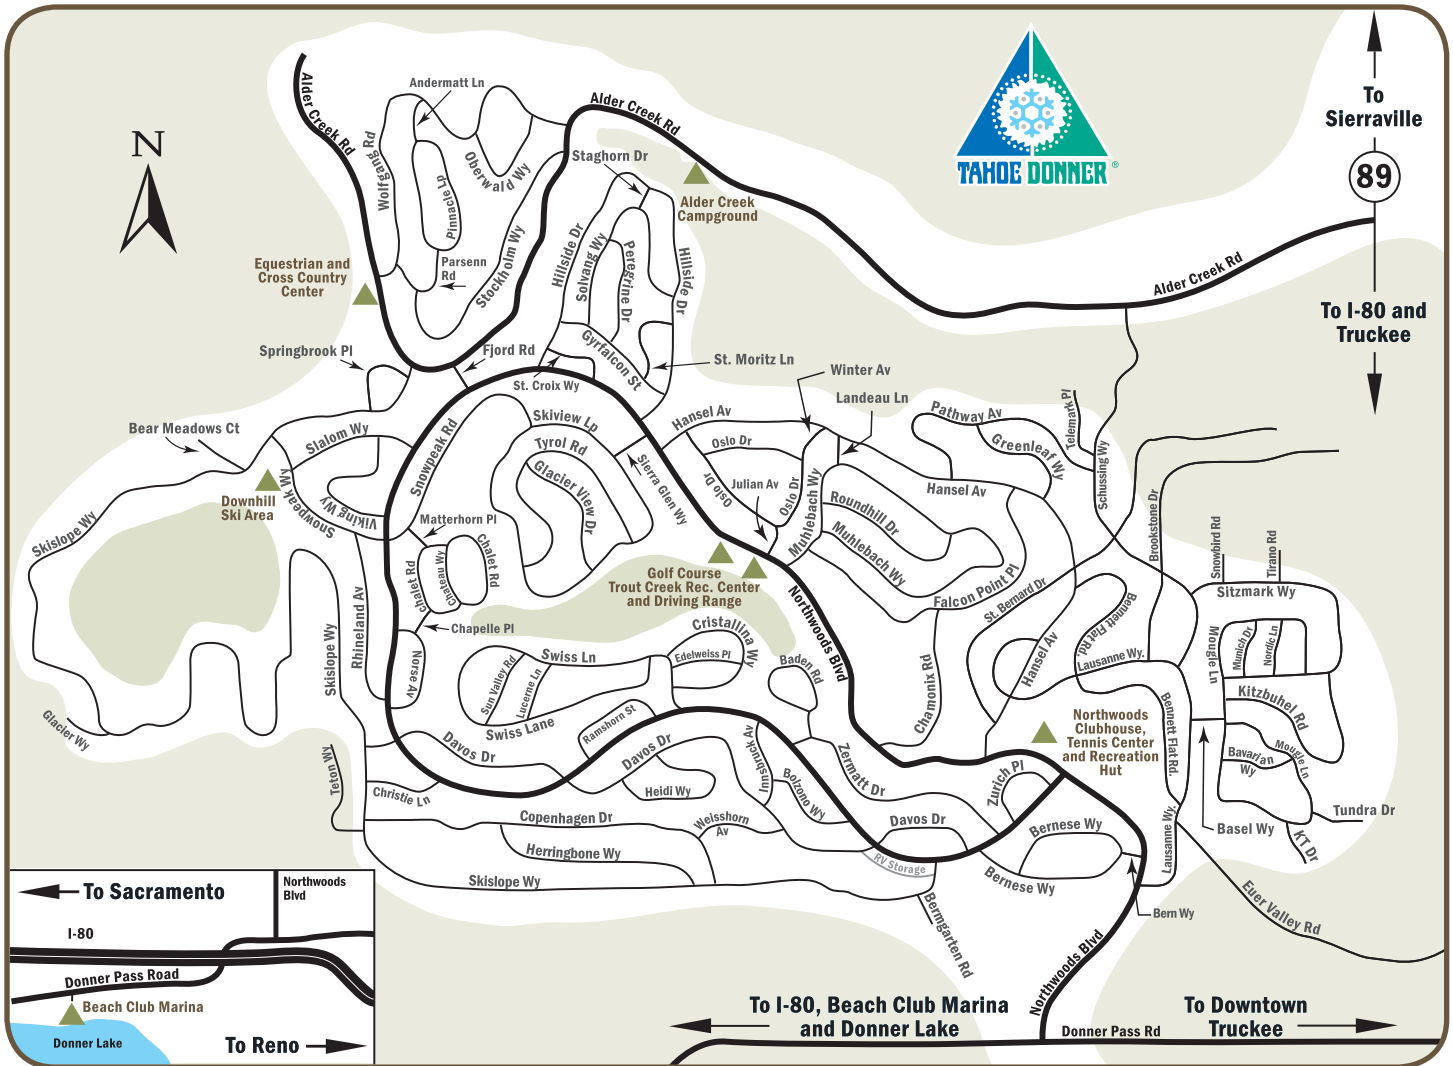 Alder Creek Rd
Andermatt Ln
Alder Creek Rd
To
Sierraville
89
TAHOE DONNER®
N
Wolfgang Rd
Oberwald Wy
Pinnacle Lp
Staghorn Dr
Alder Creek
Campground
Equestrian and
Cross Country
Center
Parsenn
Rd
Stockholm Wy
Hillside Dr
Solvang Wy
Peregrine Dr
Hillside Dr
Alder Creek Rd
To I-80 and
Truckee
Springbrook Pl
Fjord Rd
Gyrfalcon St
St. Moritz Ln
St. Croix Wy
Winter Av
Landeau Ln
Bear Meadows Ct
Slalom Wy
Snowpeak Rd
Skiview Lp
Tyrol Rd
Glacier View Dr
Sierra Glen Wy
Hansel Av
Oslo Dr
Oslo Dr
Julian Av
Oslo Dr
Muhlebach Wy
Pathway Av
Greenleaf Wy
Telemark Pl
Schussing Wy
Hansel Av
Roundhill Dr
Muhlebach Wy
Downhill
Ski Area
Snowpeak Wy
Viking Wy
Skislope Wy
Matterhorn Pl
Chalet Rd
Chateau Wy
Chalet Rd
Chapelle Pl
Golf Course
Trout Creek Rec. Center
and Driving Range
Northwoods Blvd
Falcon Point Pl
St. Bernard Dr
Brookstone Dr
Snowbird Rd
Tirano Rd
Sitzmark Wy
Bennett Flat Rd.
Lausanne Wy.
Mougle Ln
Munich Dr
Nordic Ln
Kitzbuhel Rd
Hansel Av
Chamonix Rd
Rhineland Av
Skislope Wy
Norse Av
Swiss Ln
Sun Valley Rd
Lucerne Ln
Swiss Lane
Cristallina Wy
Edelweiss Pl
Baden Rd
Glacier Wy
Teton Wy
Davos Dr
Ramshorn St
Davos Dr
Innsbruck Av
Bolzono Wy
Zermatt Dr
Heidi Wy
Christie Ln
Copenhagen Dr
Weisshorn
Av
Herringbone Wy
Skislope Wy
Northwoods
Clubhouse,
Tennis Center
and Recreation
Hut
Bennett Flat Rd.
Bavarian
Wy
Mougle Ln
Zurich Pl
Davos Dr
Bernese Wy
RV Storage
Bernese Wy
Lausanne Wy.
Basel Wy
Tundra Dr
KT Dr
Bern Wy
Euer Valley Rd
Bermgarten Rd
Northwoods Blvd
To Sacramento
Northwoods
Blvd
I-80
Donner Pass Road
Beach Club Marina
Donner Lake
To Reno
To I-80, Beach Club Marina
and Donner Lake
Donner Pass Rd
To Downtown
Truckee